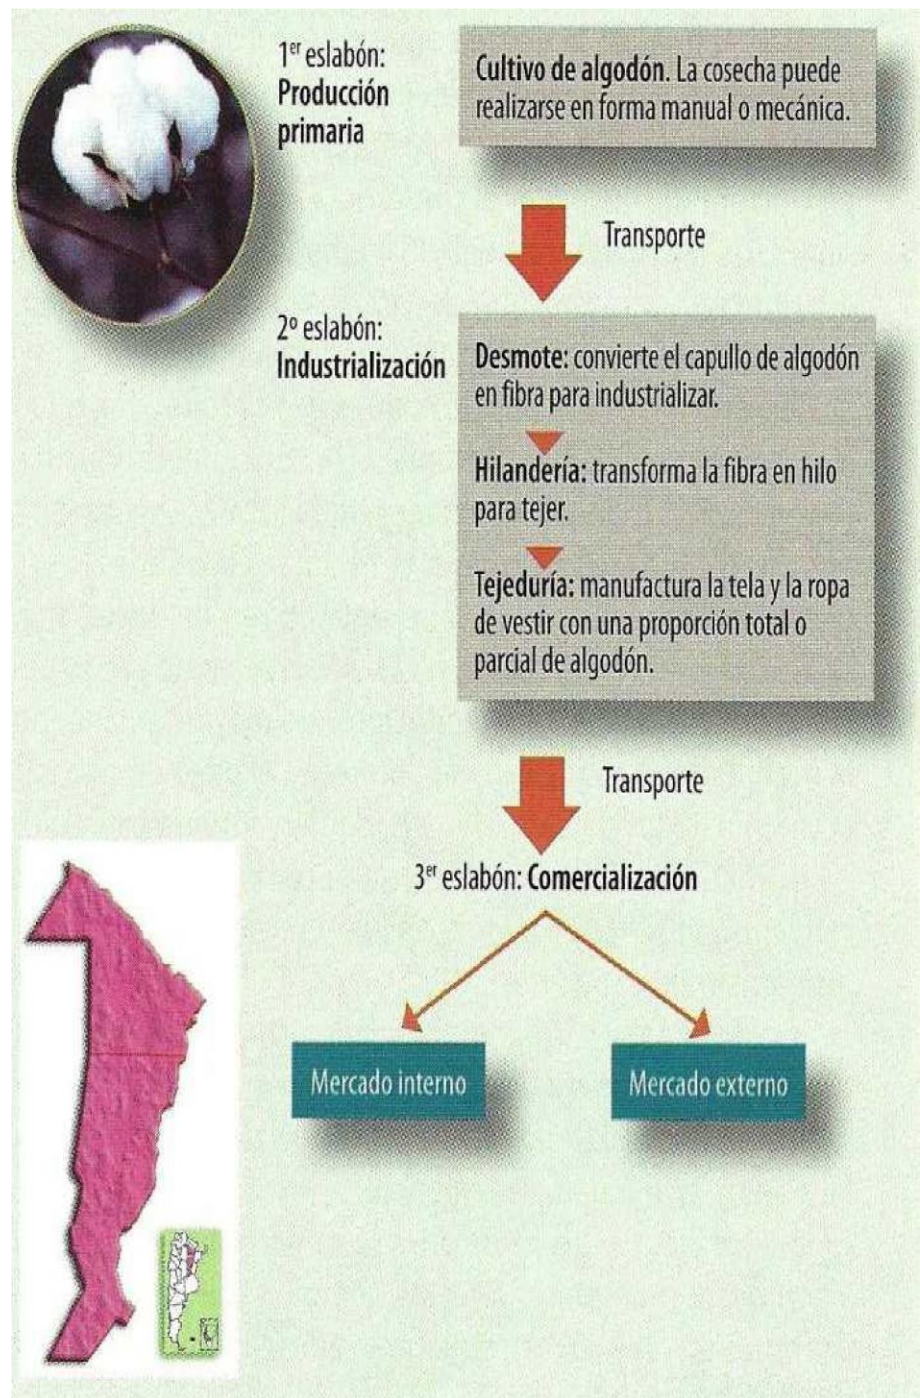 1er eslabón:
Producción
primaria
Cultivo de algodón. La cosecha puede
realizarse en forma manual o mecánica.
Transporte
2º eslabón:
Industrialización
Desmote: convierte el capullo de algodón
en fibra para industrializar.
Hilandería: transforma la fibra en hilo
para tejer.
Tejeduría: manufactura la tela y la ropa
de vestir con una proporción total o
parcial de algodón.
Transporte
3er eslabón: Comercialización
Mercado interno
Mercado externo